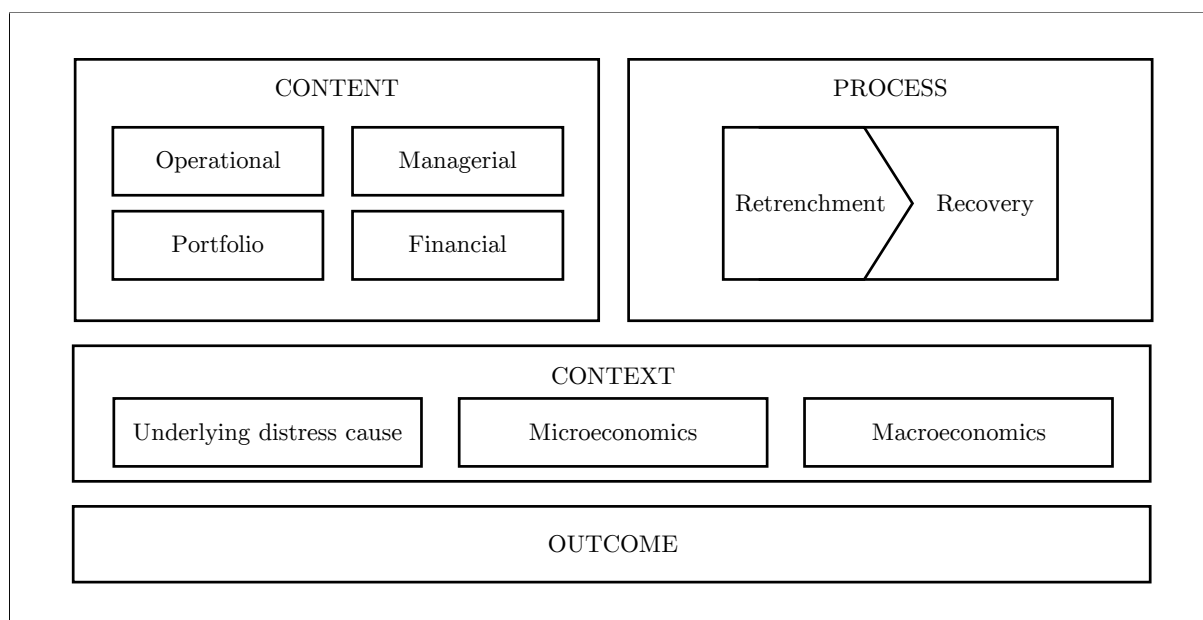 CONTENT
Operational
Managerial
Portfolio
Financial
PROCESS
Retrenchment
Recovery
CONTEXT
Underlying distress cause
Microeconomics
Macroeconomics
OUTCOME